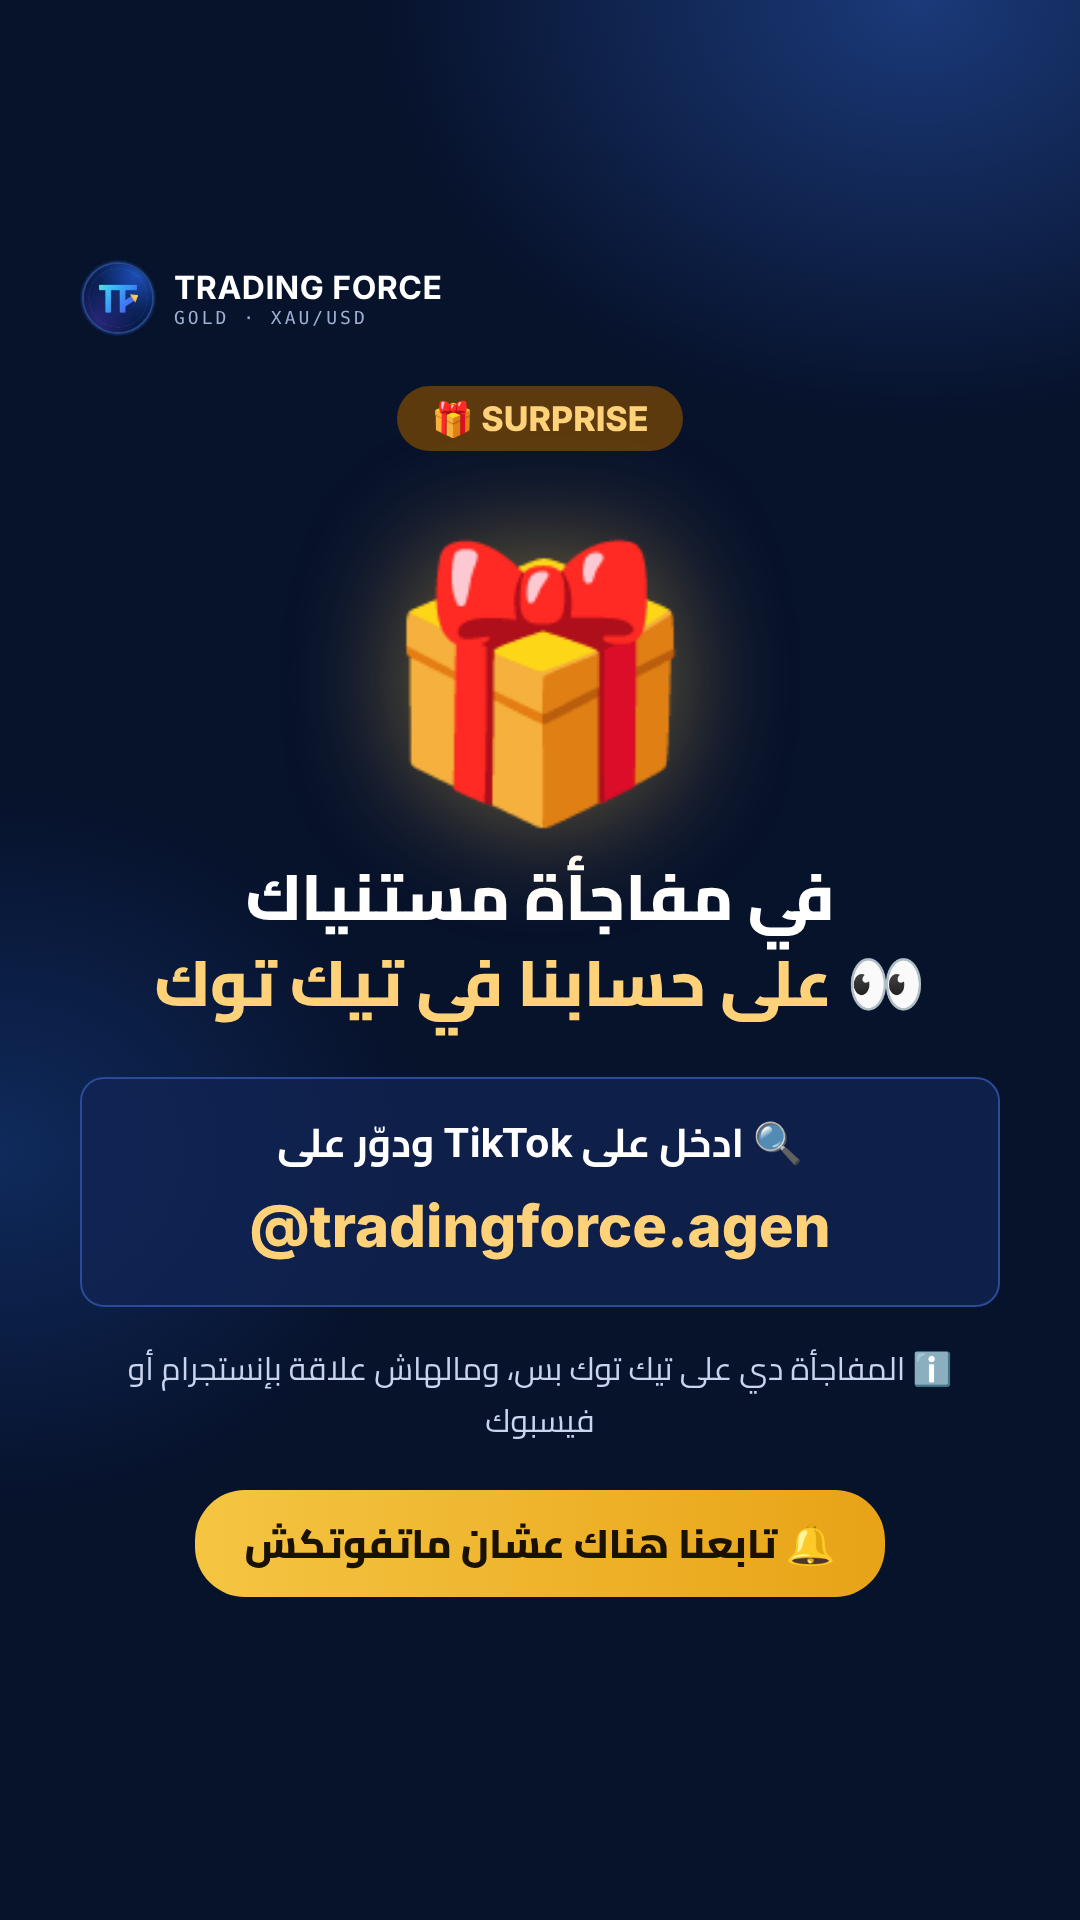 TRADING FORCE
GOLD · XAU/USD
🎁 SURPRISE
في مفاجأة مستنياك
على حسابنا في تيك توك 👀
🔍 ادخل على TikTok ودوّر على
@tradingforce.agen
ℹ️ المفاجأة دي على تيك توك بس، ومالهاش علاقة بإنستجرام أو
فيسبوك
🔔 تابعنا هناك عشان ماتفوتكش